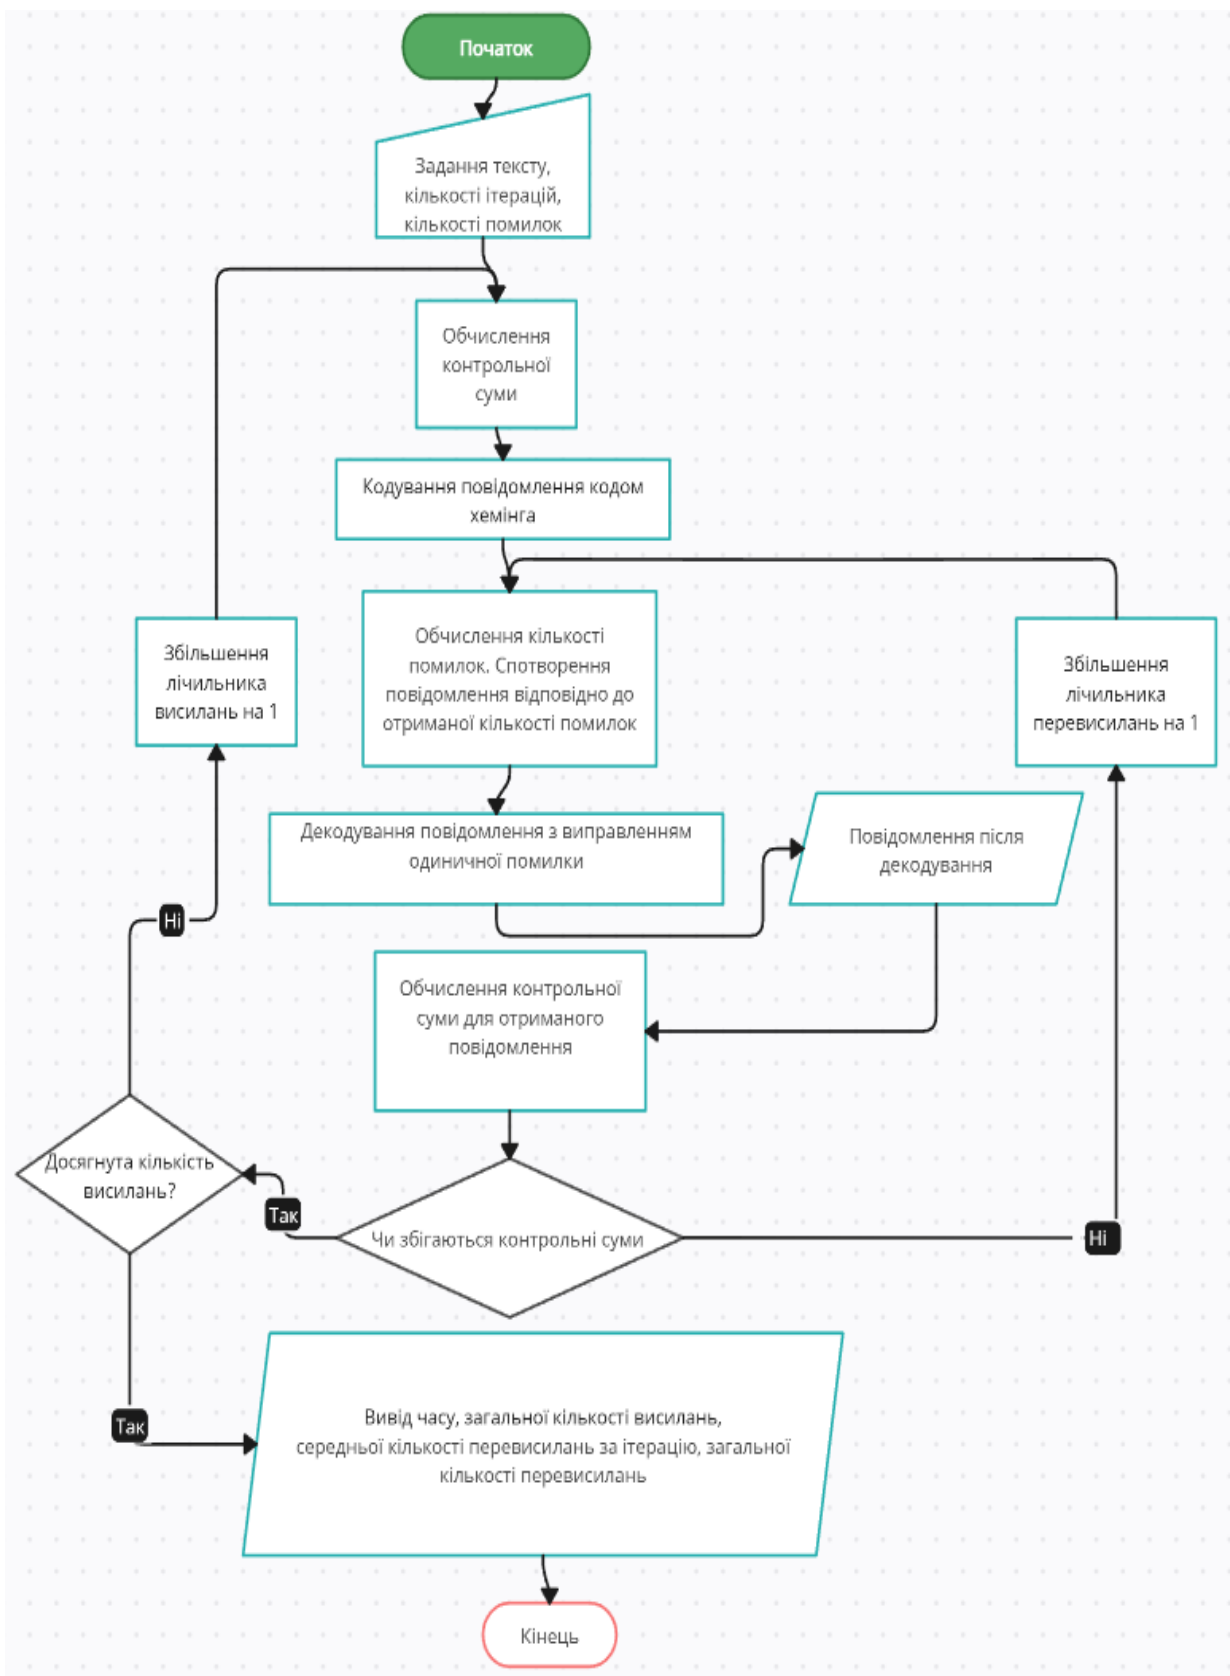 Початок
Задання тексту,
кількості ітерацій,
кількості помилок
Обчислення
контрольної
суми
Кодування повідомлення кодом
хемінга
Обчислення кількості
помилок. Спотворення
повідомлення відповідно до
отриманої кількості помилок
Збільшення
лічильника
висилань на 1
Збільшення
лічильника
перевисилань на 1
Декодування повідомлення з виправленням
одиничної помилки
Повідомлення після
декодування
Ні
Обчислення контрольної
суми для отриманого
повідомлення
Досягнута кількість
висилань?
Так
Чи збігаються контрольні суми
Ні
Так
Вивід часу, загальної кількості висилань,
середньої кількості перевисилань за ітерацію, загальної
кількості перевисилань
Кінець